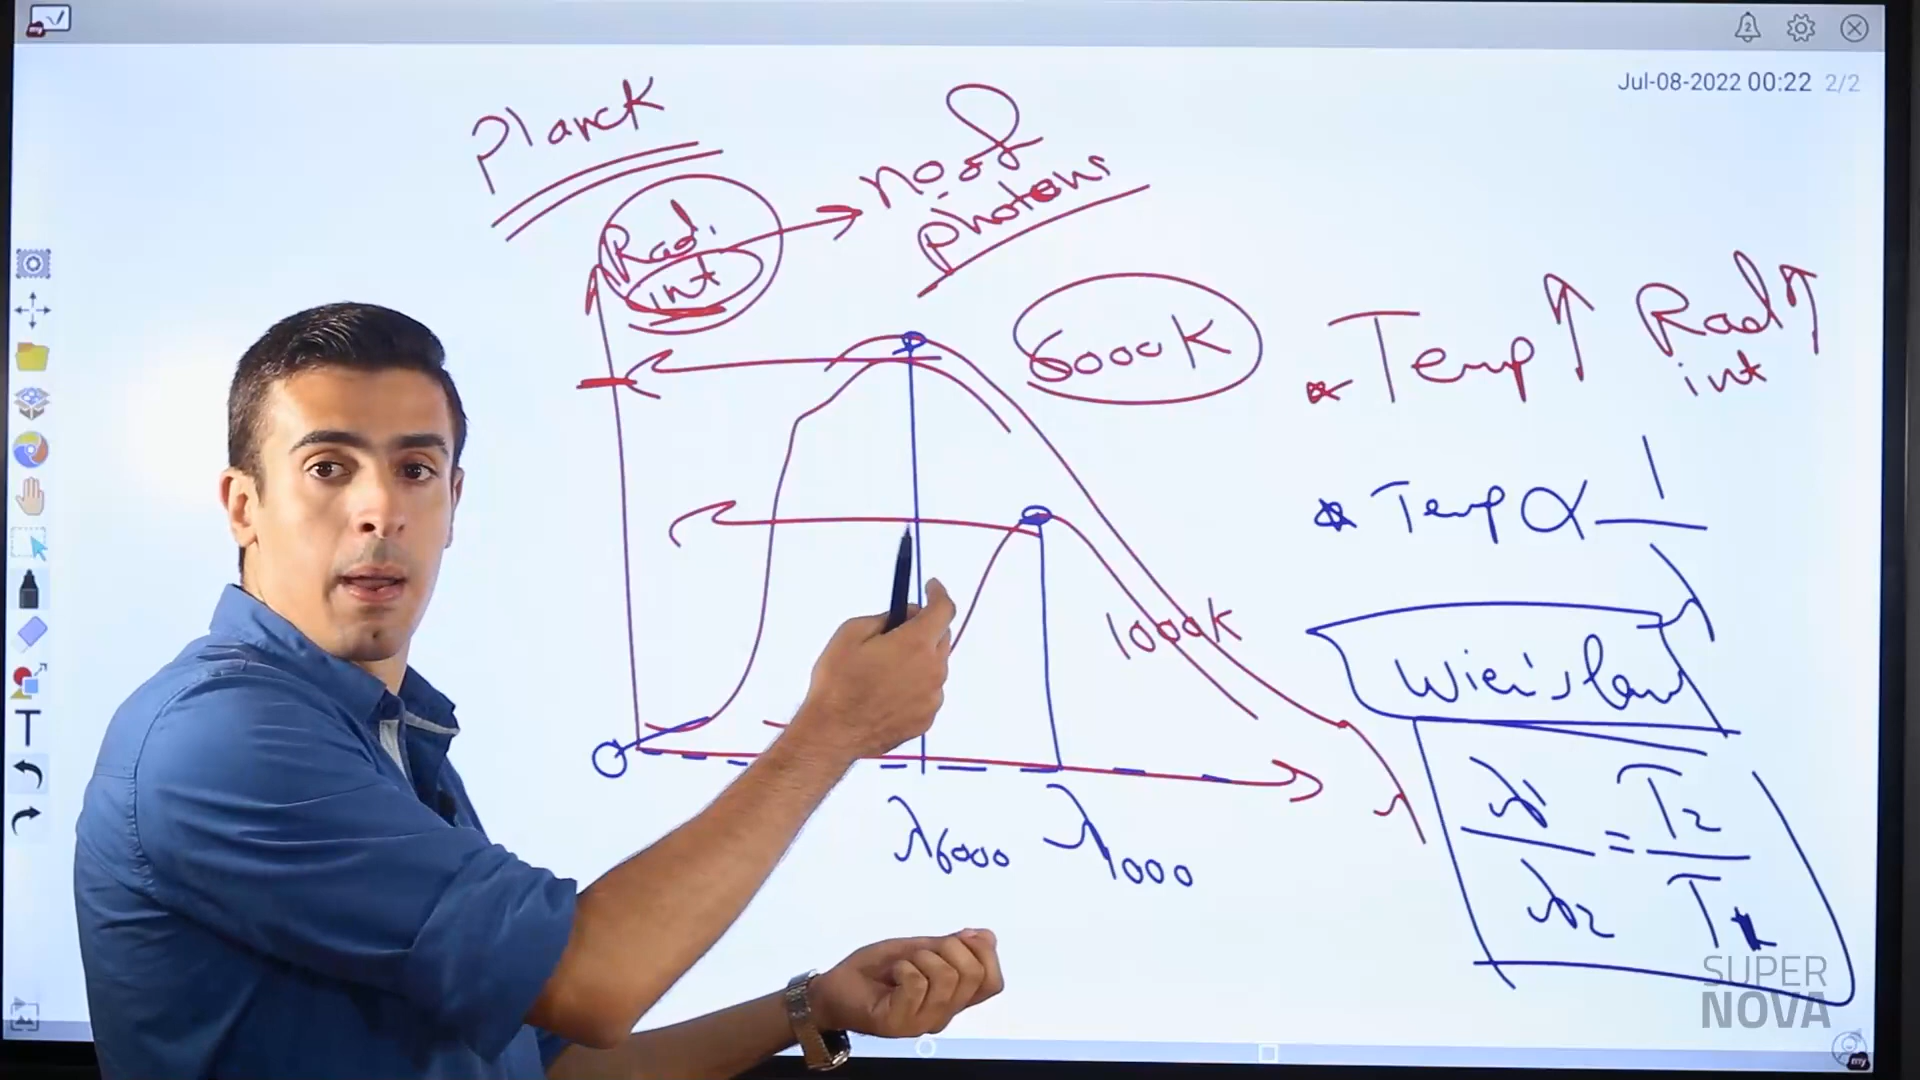 Jul-08-2022 00:22 2/2
Planck
Rad.
int
no. of
photons
6000K
1000K
λ
λ6000
λ1000
Temp ↑ Rad ↑
int
Temp ∝ 1
λ
Wien's law
λ1 = T2
λ2 T1
SUPER
NOVA